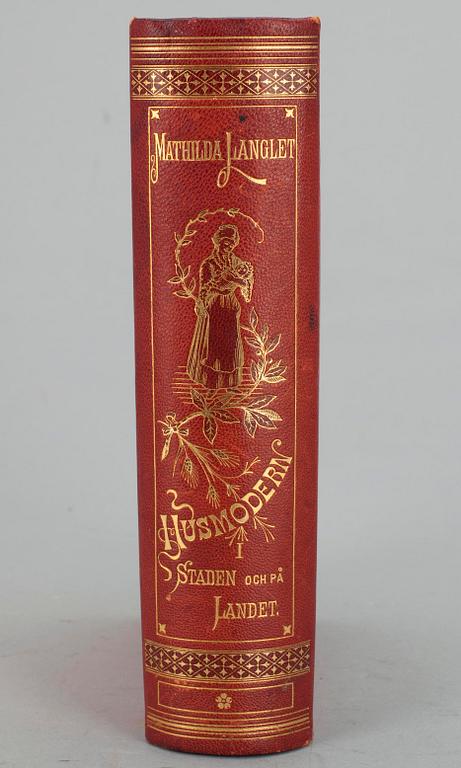 MATHILDA LANGLET
HUSMODERN
I
STADEN OCH PÅ
LANDET.